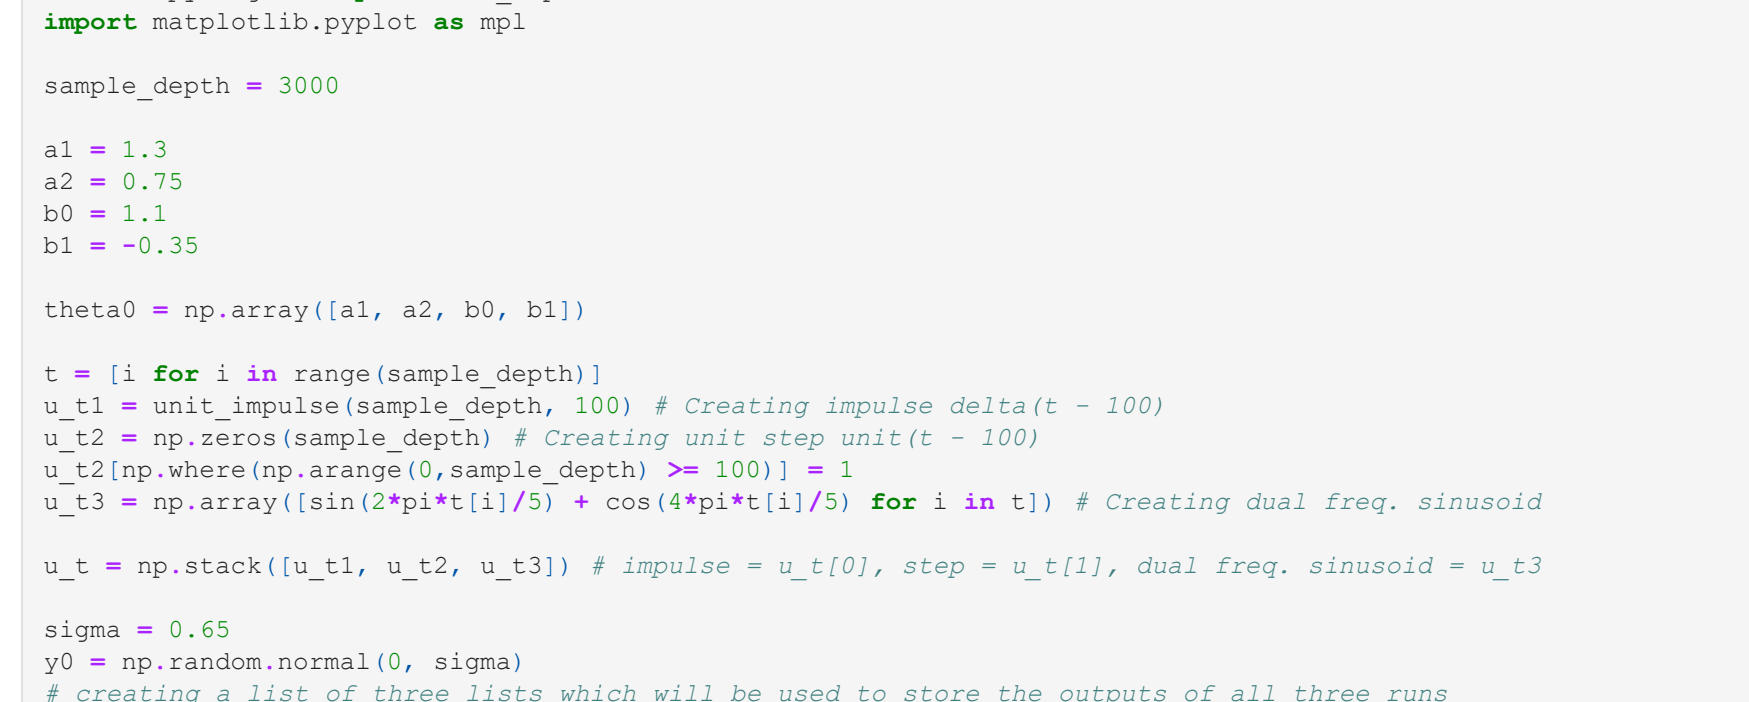 import matplotlib.pyplot as mpl
sample_depth = 3000
a1 = 1.3
a2 = 0.75
b0 = 1.1
b1 = -0.35
theta0 = np.array([a1, a2, b0, b1])
t = [i for i in range(sample_depth)]
u_t1 = unit_impulse(sample_depth, 100) # Creating impulse delta(t - 100)
u_t2 = np.zeros(sample_depth) # Creating unit step unit(t - 100)
u_t2[np.where(np.arange(0,sample_depth) >= 100)] = 1
u_t3 = np.array([sin(2*pi*t[i]/5) + cos(4*pi*t[i]/5) for i in t]) # Creating dual freq. sinusoid
u_t = np.stack([u_t1, u_t2, u_t3]) # impulse = u_t[0], step = u_t[1], dual freq. sinusoid = u_t3
sigma = 0.65
y0 = np.random.normal(0, sigma)
# creating a list of three lists which will be used to store the outputs of all three runs